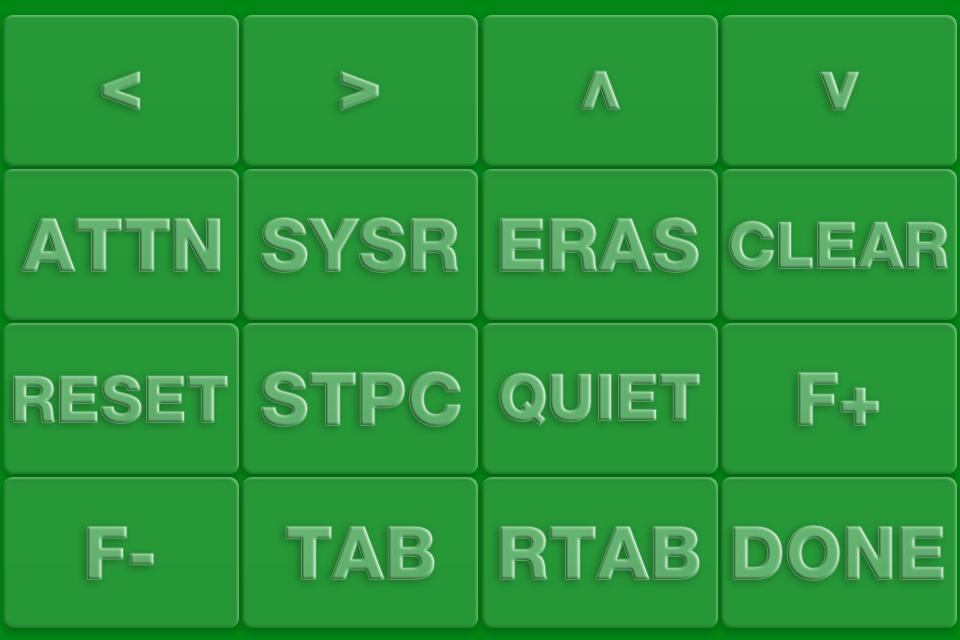 < > ʌ v
ATTN SYSR ERAS CLEAR
RESET STPC QUIET F+
F- TAB RTAB DONE